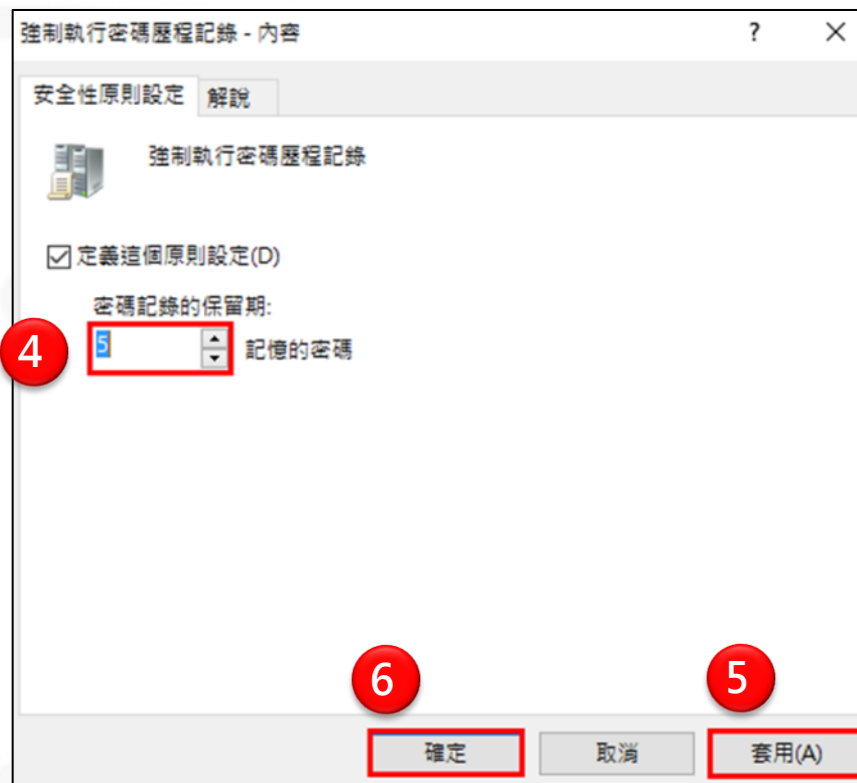 強制執行密碼歷程記錄 - 內容 ?
安全性原則設定 解說
強制執行密碼歷程記錄
定義這個原則設定(D)
密碼記錄的保留期:
4 5 記憶的密碼
6 5
確定 取消 套用(A)